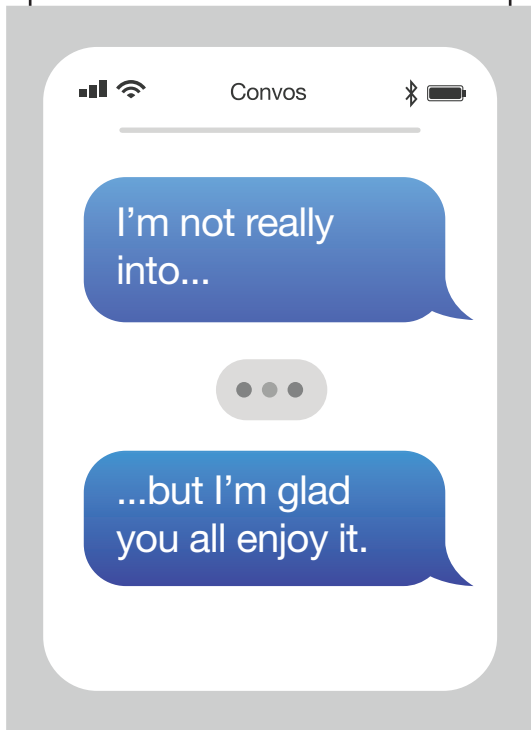 Convos
I’m not really
into...
...but I’m glad
you all enjoy it.